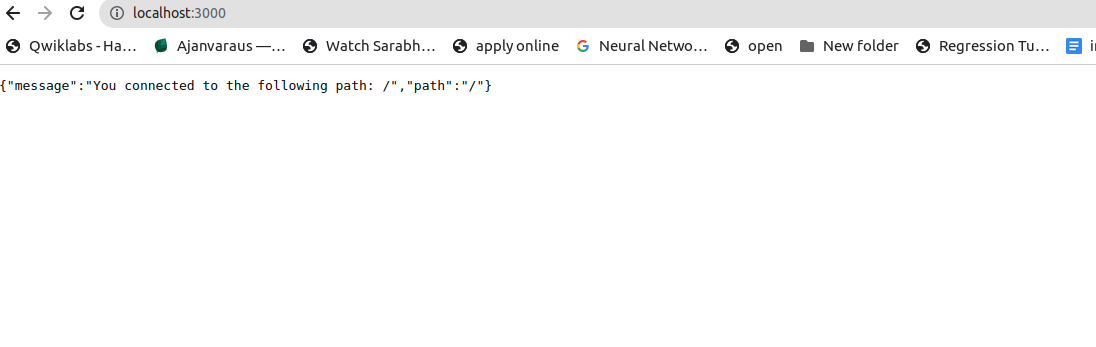 localhost:3000
Qwiklabs - Ha… Ajanvaraus —… Watch Sarabh… apply online Neural Netwo… open New folder Regression Tu…
{"message":"You connected to the following path: /","path":"/"}